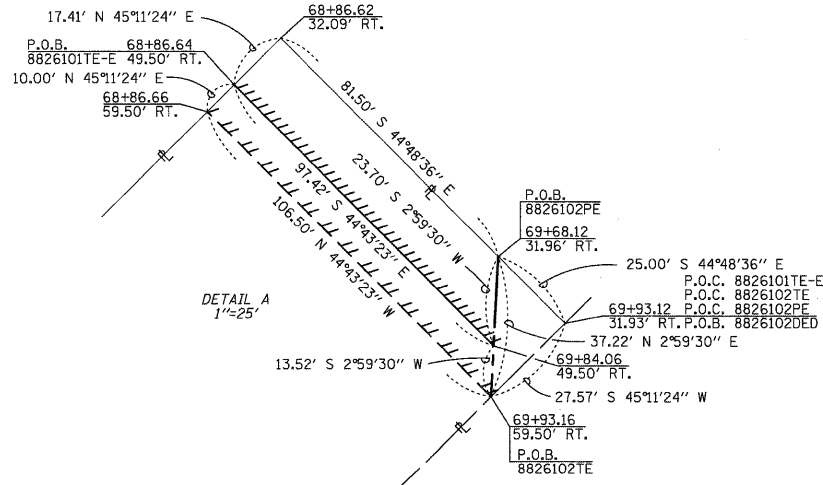 17.41' N 45°11'24" E
68+86.62
32.09' RT.
P.O.B. 68+86.64
8826101TE-E 49.50' RT.
10.00' N 45°11'24" E
68+86.66
59.50' RT.
81.50' S 44°48'36" E
23.70' S 2°59'30" W
97.42' S 44°43'23" E
106.50' N 44°43'23" W
P.O.B.
8826102PE
69+68.12
31.96' RT.
25.00' S 44°48'36" E
P.O.C. 8826101TE-E
P.O.C. 8826102TE
69+93.12 P.O.C. 8826102PE
31.93' RT. P.O.B. 8826102DED
DETAIL A
1"=25'
37.22' N 2°59'30" E
13.52' S 2°59'30" W
69+84.06
49.50' RT.
27.57' S 45°11'24" W
69+93.16
59.50' RT.
P.O.B.
8826102TE